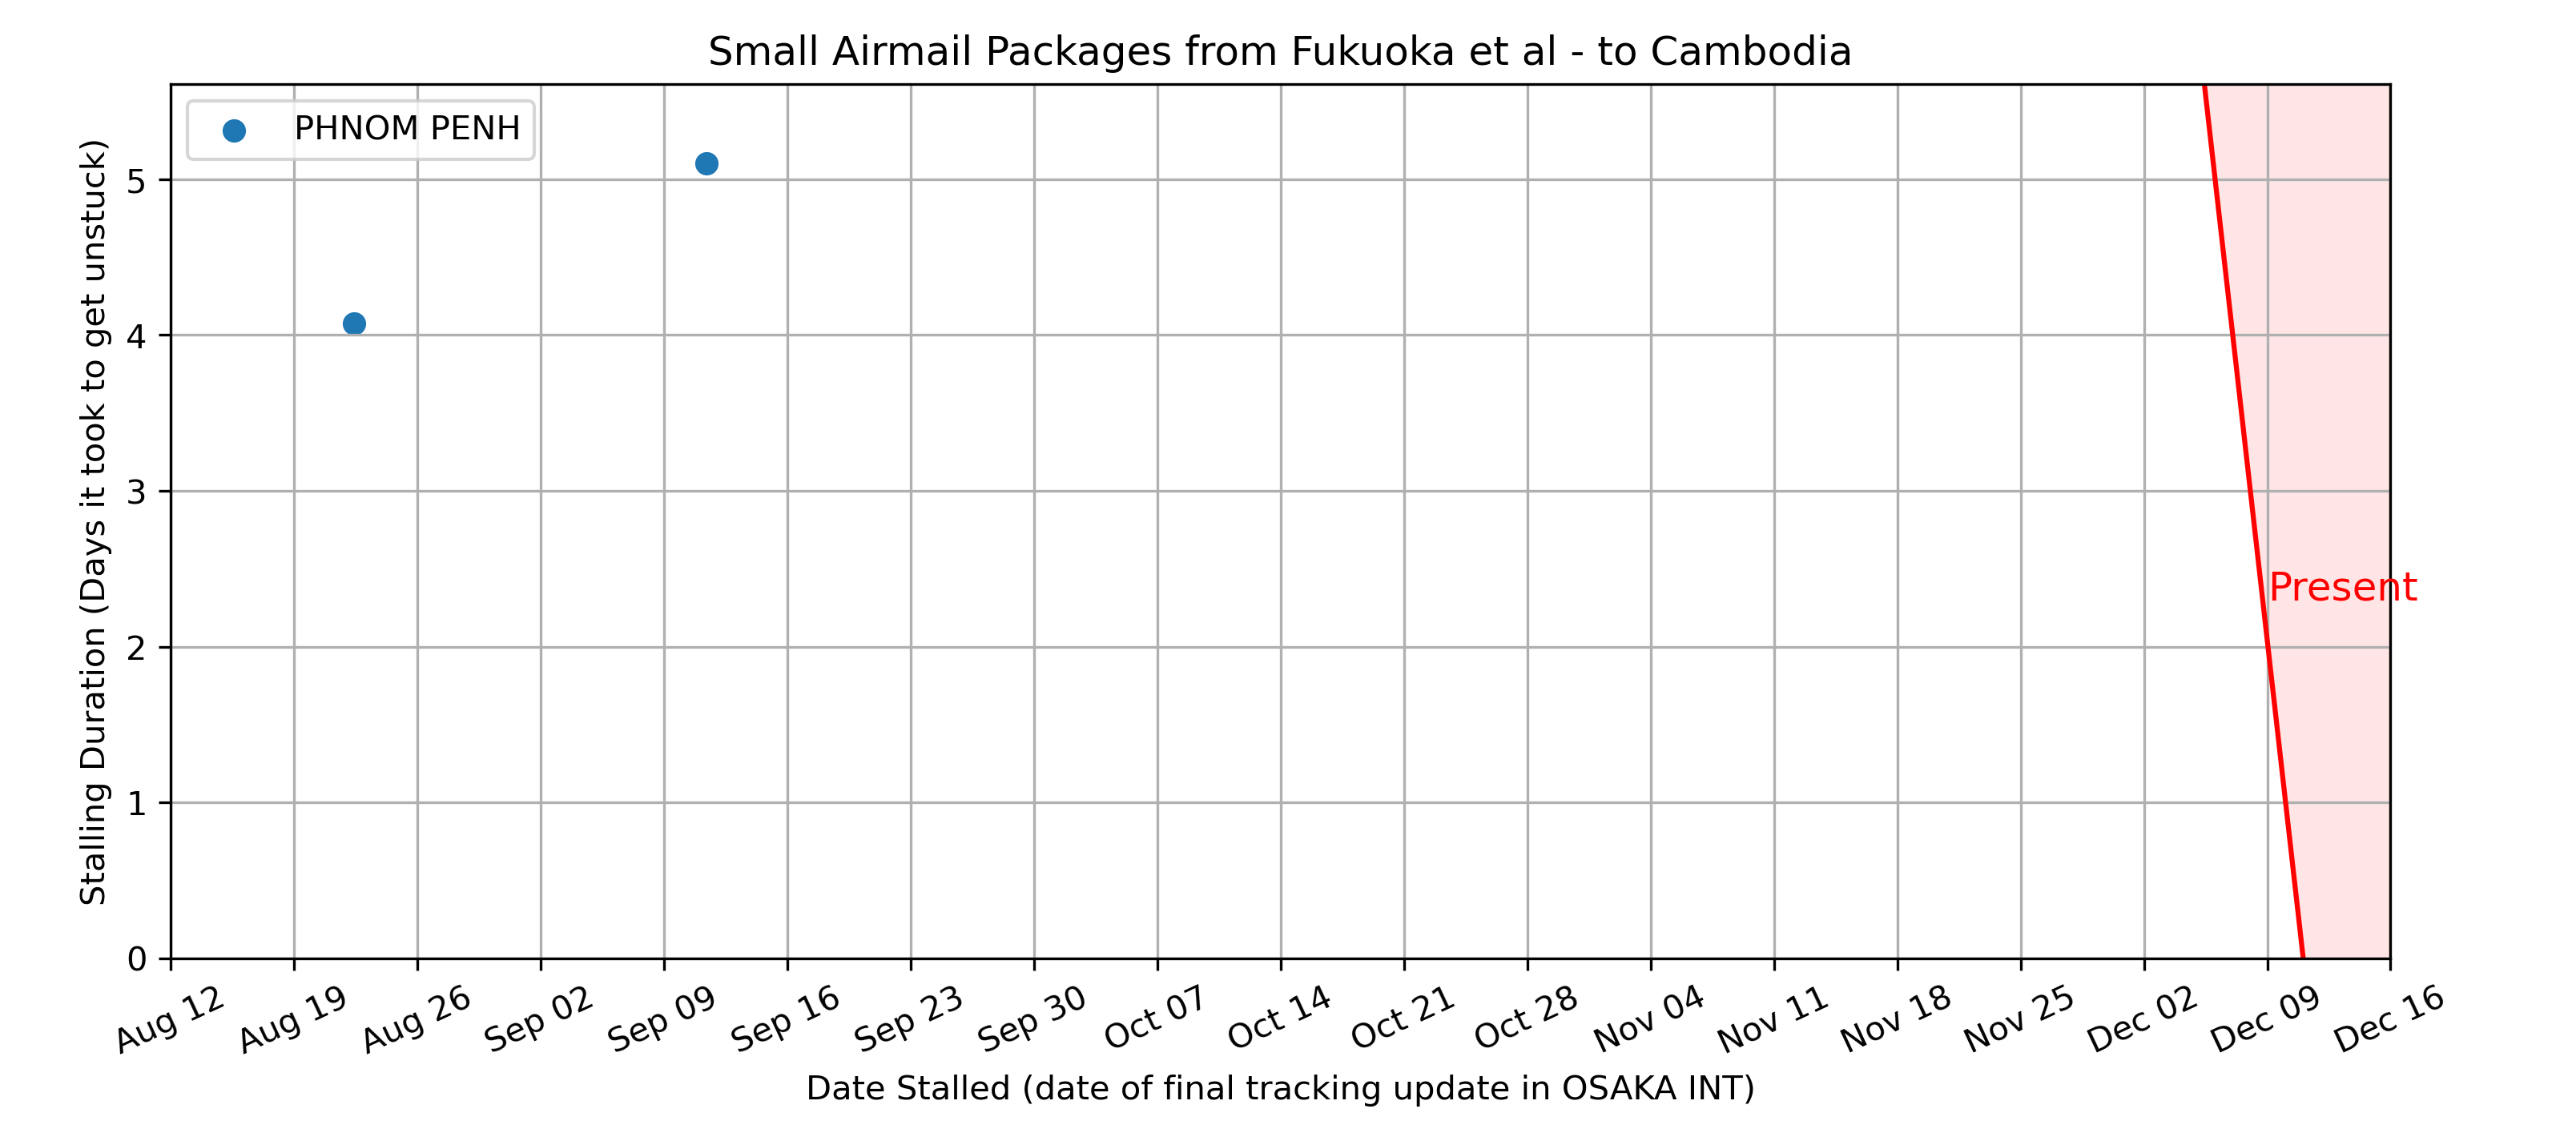 Small Airmail Packages from Fukuoka et al - to Cambodia
PHNOM PENH
Stalling Duration (Days it took to get unstuck)
5
4
3
2
1
0
Present
Aug 12
Aug 19
Aug 26
Sep 02
Sep 09
Sep 16
Sep 23
Sep 30
Oct 07
Oct 14
Oct 21
Oct 28
Nov 04
Nov 11
Nov 18
Nov 25
Dec 02
Dec 09
Dec 16
Date Stalled (date of final tracking update in OSAKA INT)